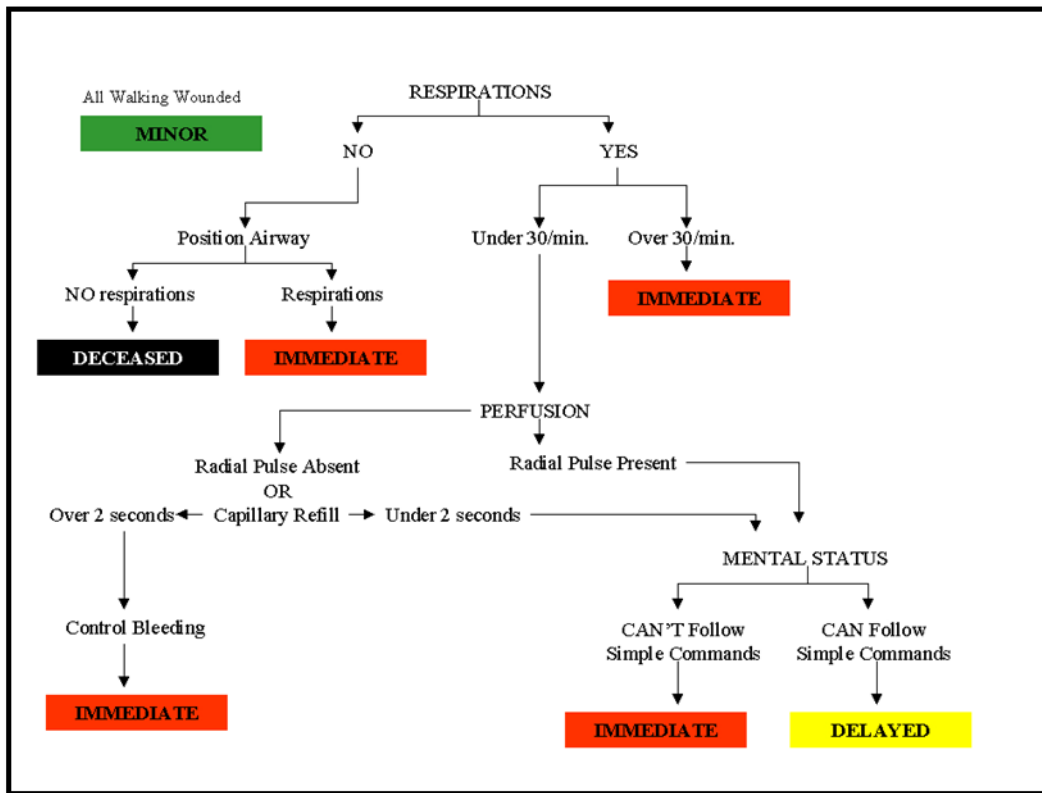 All Walking Wounded
MINOR
RESPIRATIONS
NO
YES
Position Airway
Under 30/min.
Over 30/min.
NO respirations
Respirations
IMMEDIATE
DECEASED
IMMEDIATE
PERFUSION
Radial Pulse Absent
Radial Pulse Present
OR
Over 2 seconds
Capillary Refill
Under 2 seconds
MENTAL STATUS
Control Bleeding
CAN'T Follow
Simple Commands
CAN Follow
Simple Commands
IMMEDIATE
IMMEDIATE
DELAYED